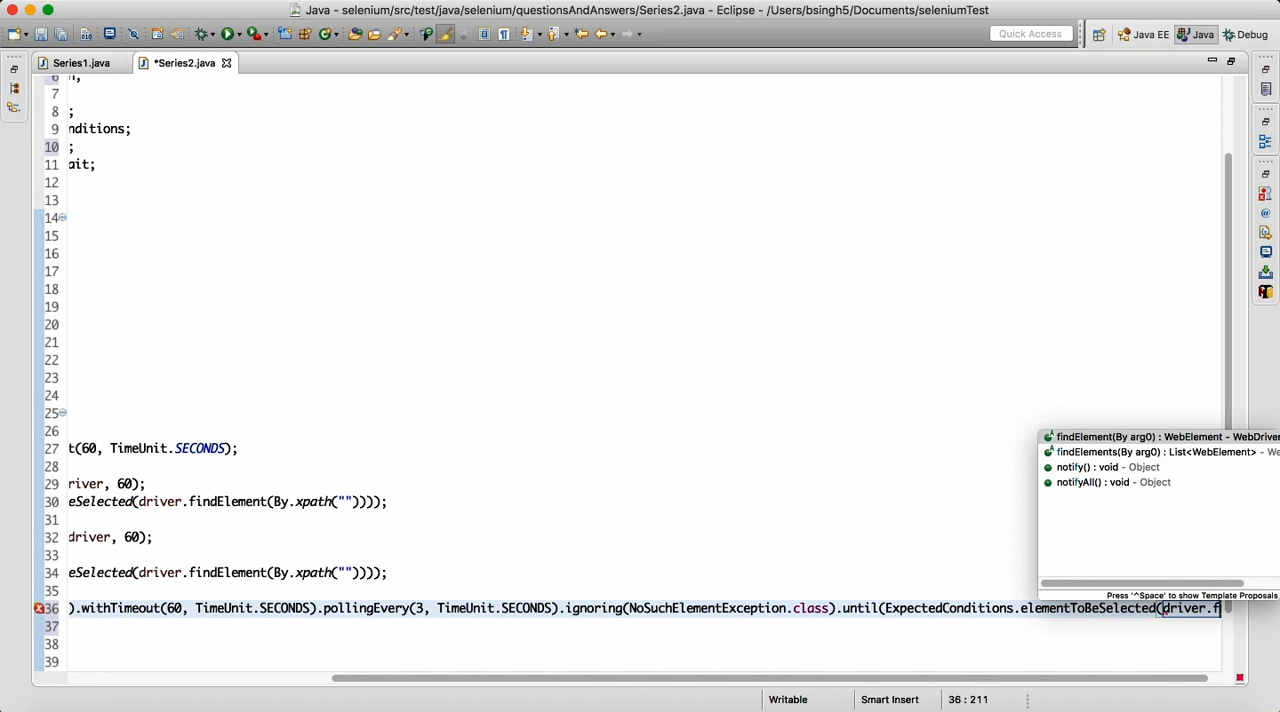 Java - selenium/src/test/java/selenium/questionsAndAnswers/Series2.java - Eclipse - /Users/bsingh5/Documents/seleniumTest
Quick Access
Java EE
Java
Debug
Series1.java
*Series2.java
7
8 ;
9 nditions;
10 ;
11 ait;
12
13
14
15
16
17
18
19
20
21
22
23
24
25
26
27 t(60, TimeUnit.SECONDS);
28
29 river, 60);
30 eSelected(driver.findElement(By.xpath(""))));
31
32 driver, 60);
33
34 eSelected(driver.findElement(By.xpath(""))));
35
36 ).withTimeout(60, TimeUnit.SECONDS).pollingEvery(3, TimeUnit.SECONDS).ignoring(NoSuchElementException.class).until(ExpectedConditions.elementToBeSelected(driver.f
37
38
39
findElement(By arg0) : WebElement - WebDriver
findElements(By arg0) : List<WebElement> - We
notify() : void - Object
notifyAll() : void - Object
Press '^Space' to show Template Proposals
Writable
Smart Insert
36 : 211